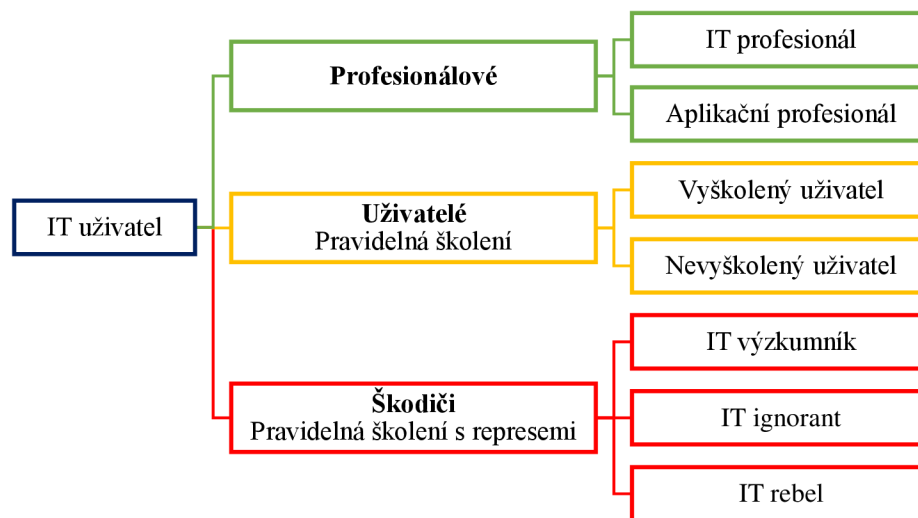 IT uživatel
Profesionálové
IT profesionál
Aplikační profesionál
Uživatelé
Pravidelná školení
Vyškolený uživatel
Nevyškolený uživatel
Škodiči
Pravidelná školení s represemi
IT výzkumník
IT ignorant
IT rebel